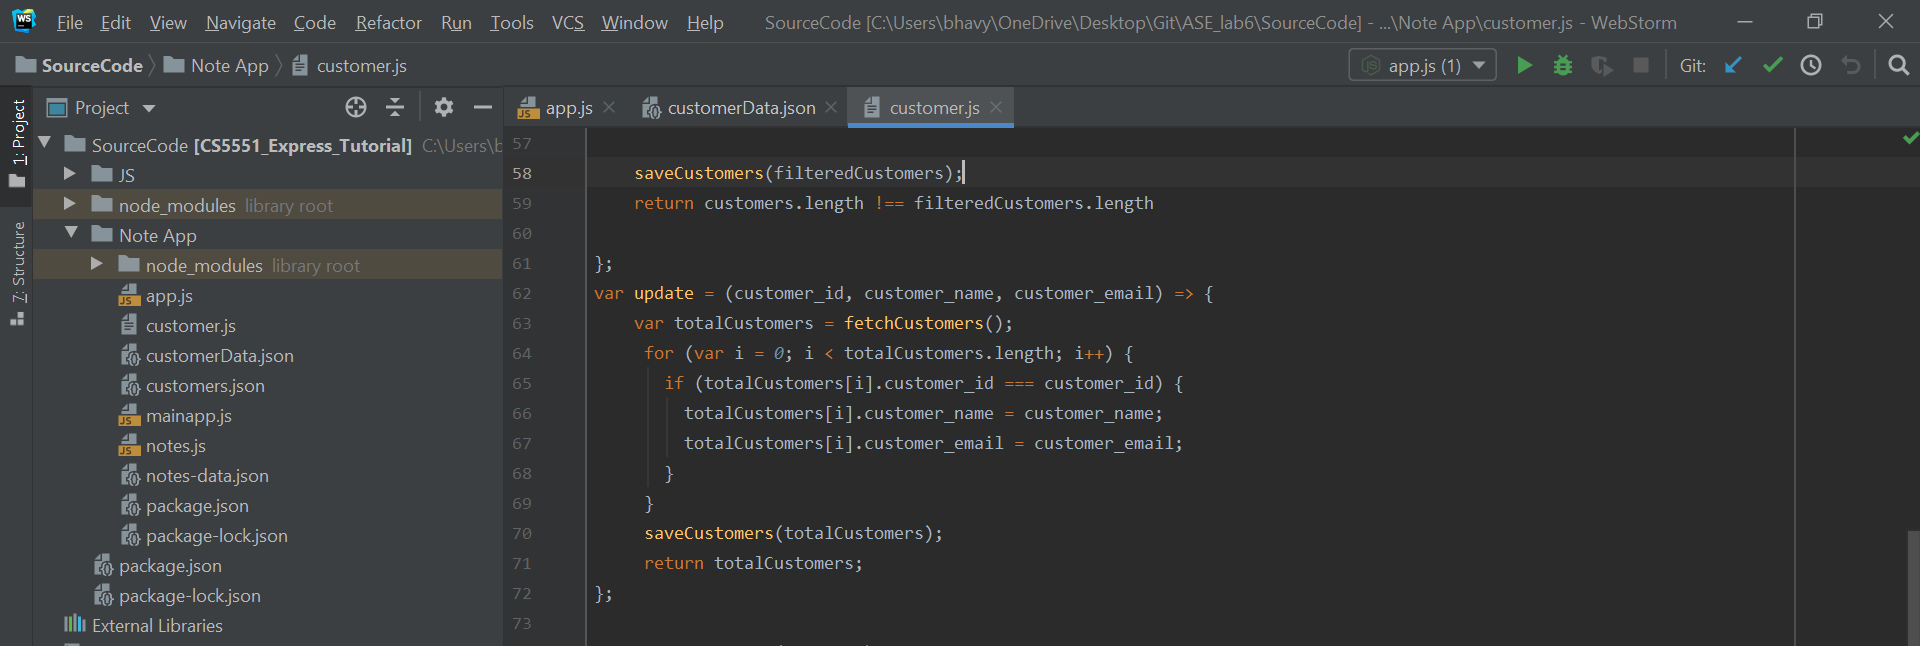 WS File Edit View Navigate Code Refactor Run Tools VCS Window Help SourceCode [C:\Users\bhavy\OneDrive\Desktop\Git\ASE_lab6\SourceCode] - ...\Note App\customer.js - WebStorm
SourceCode Note App customer.js app.js (1) Git:
1: Project
7: Structure
Project
SourceCode [CS5551_Express_Tutorial] C:\Users\b
JS
node_modules library root
Note App
node_modules library root
app.js
customer.js
customerData.json
customers.json
mainapp.js
notes.js
notes-data.json
package.json
package-lock.json
package.json
package-lock.json
External Libraries
app.js customerData.json customer.js
57
58 saveCustomers(filteredCustomers);
59 return customers.length !== filteredCustomers.length
60
61 };
62 var update = (customer_id, customer_name, customer_email) => {
63 var totalCustomers = fetchCustomers();
64 for (var i = 0; i < totalCustomers.length; i++) {
65 if (totalCustomers[i].customer_id === customer_id) {
66 totalCustomers[i].customer_name = customer_name;
67 totalCustomers[i].customer_email = customer_email;
68 }
69 }
70 saveCustomers(totalCustomers);
71 return totalCustomers;
72 };
73